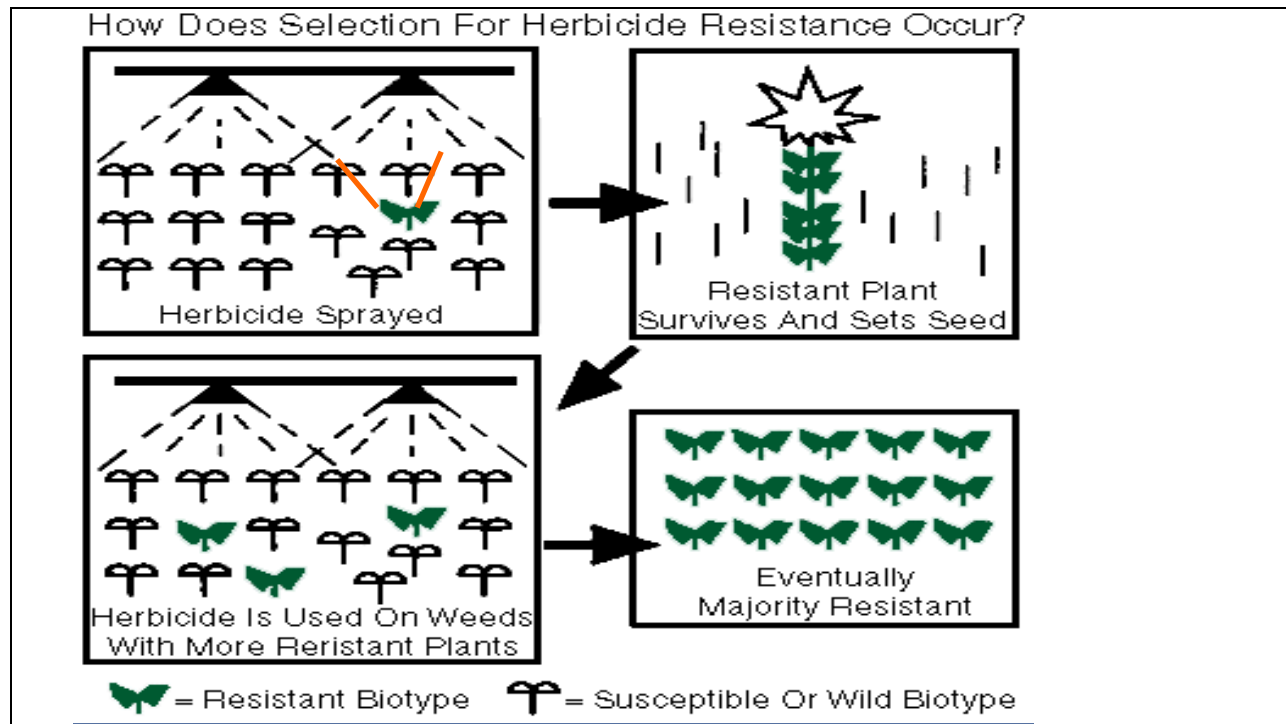 How Does Selection For Herbicide Resistance Occur?
Herbicide Sprayed
Resistant Plant
Survives And Sets Seed
Herbicide Is Used On Weeds
With More Reristant Plants
Eventually
Majority Resistant
= Resistant Biotype = Susceptible Or Wild Biotype